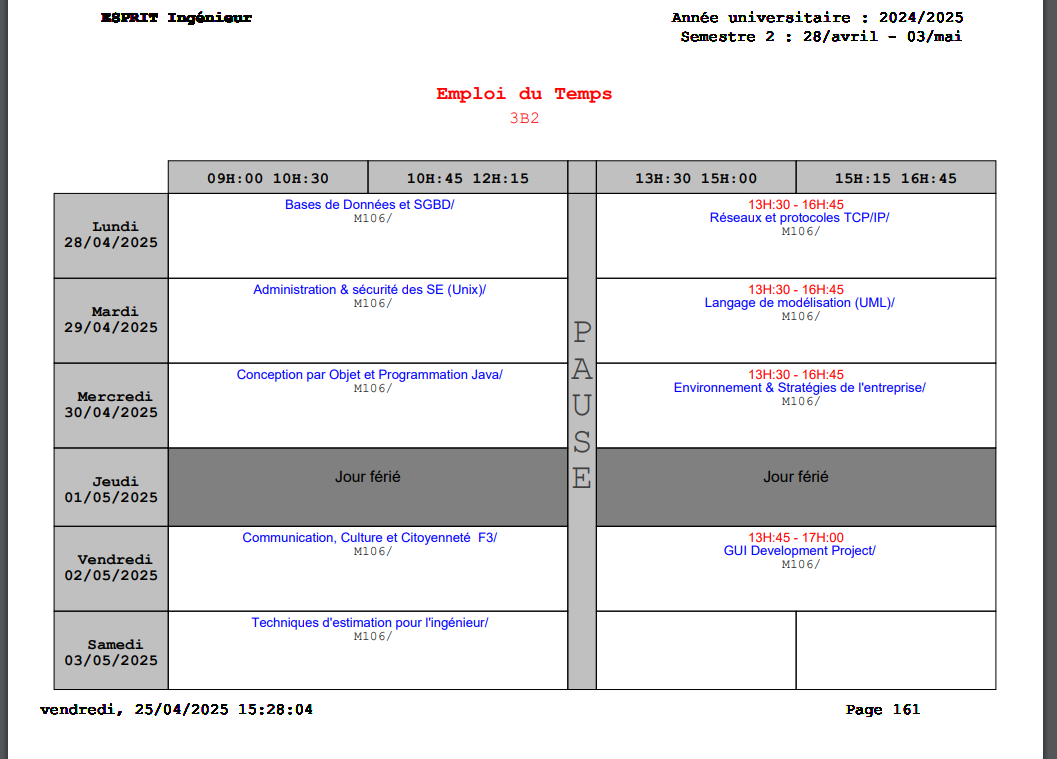 ESPRIT Ingénieur
Année universitaire : 2024/2025
Semestre 2 : 28/avril - 03/mai
Emploi du Temps
3B2
09H:00 10H:30
10H:45 12H:15
13H:30 15H:00
15H:15 16H:45
PAUSE
Lundi
28/04/2025
Bases de Données et SGBD/
M106/
13H:30 - 16H:45
Réseaux et protocoles TCP/IP/
M106/
Mardi
29/04/2025
Administration & sécurité des SE (Unix)/
M106/
13H:30 - 16H:45
Langage de modélisation (UML)/
M106/
Mercredi
30/04/2025
Conception par Objet et Programmation Java/
M106/
13H:30 - 16H:45
Environnement & Stratégies de l'entreprise/
M106/
Jeudi
01/05/2025
Jour férié
Jour férié
Vendredi
02/05/2025
Communication, Culture et Citoyenneté F3/
M106/
13H:45 - 17H:00
GUI Development Project/
M106/
Samedi
03/05/2025
Techniques d'estimation pour l'ingénieur/
M106/
vendredi, 25/04/2025 15:28:04
Page 161